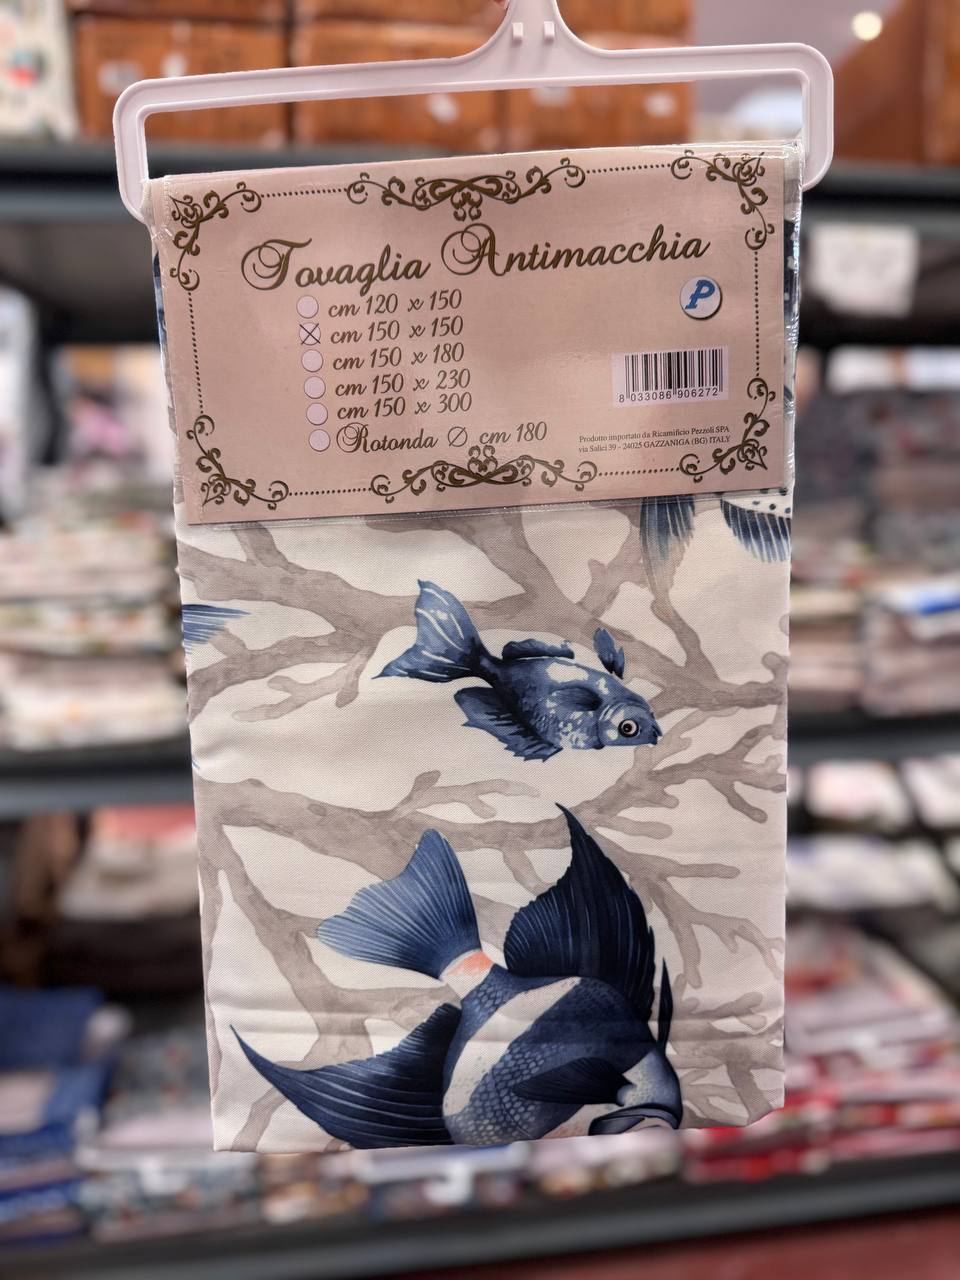 Tovaglia Antimacchia
cm 120 x 150
cm 150 x 150
cm 150 x 180
cm 150 x 230
cm 150 x 300
Rotonda Ø cm 180
P
8 033086 906272
Prodotto importato da Ricamificio Pezzoli SPA
via Salici 39 - 24025 GAZZANIGA (BG) ITALY